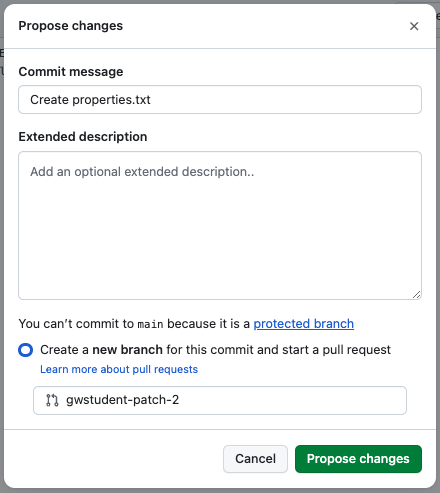 Propose changes
Commit message
Create properties.txt
Extended description
Add an optional extended description..
You can't commit to main because it is a protected branch
Create a new branch for this commit and start a pull request
Learn more about pull requests
gwstudent-patch-2
Cancel
Propose changes